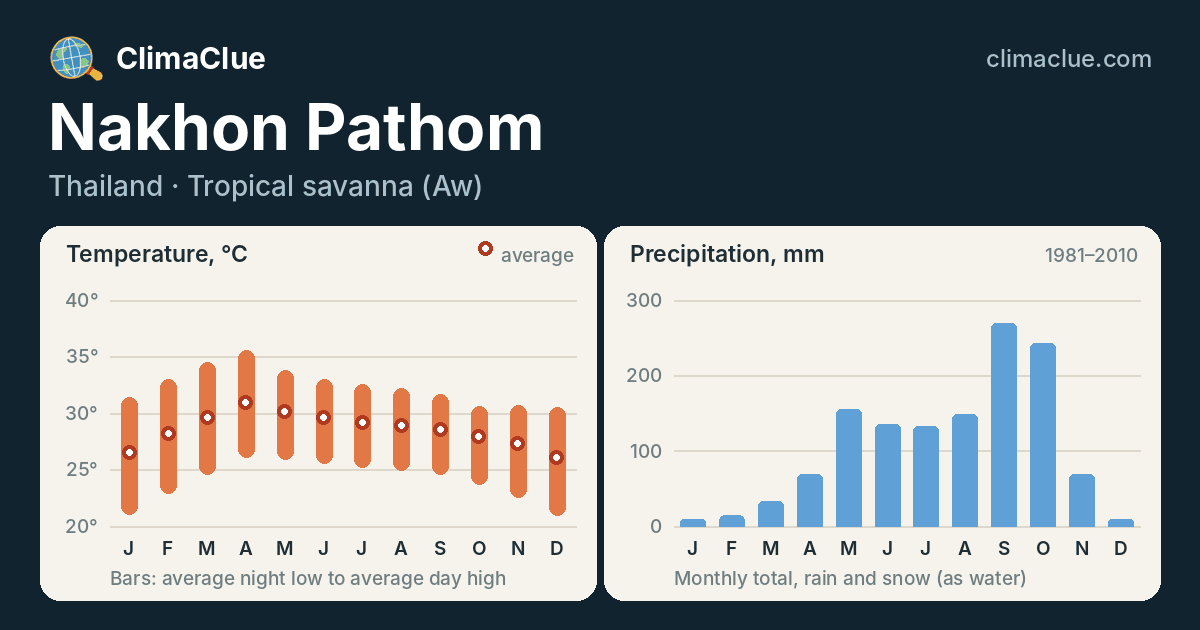 ClimaClue
climaclue.com
Nakhon Pathom
Thailand · Tropical savanna (Aw)
Temperature, °C
average
40°
35°
30°
25°
20°
J F M A M J J A S O N D
Bars: average night low to average day high
Precipitation, mm
1981–2010
300
200
100
0
J F M A M J J A S O N D
Monthly total, rain and snow (as water)